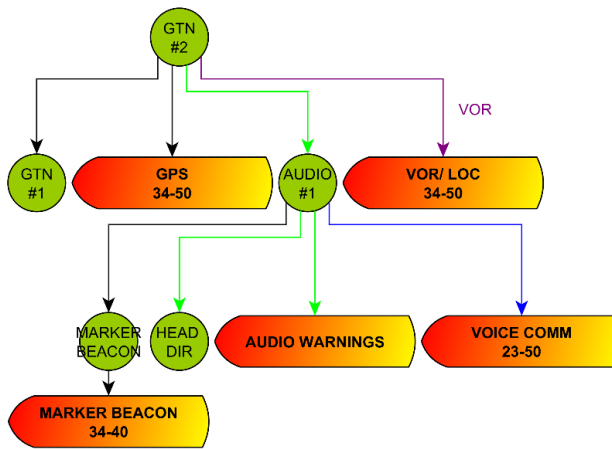 GTN
#2
VOR
GTN
#1
GPS
34-50
AUDIO
#1
VOR/ LOC
34-50
MARKER
BEACON
HEAD
DIR
AUDIO WARNINGS
VOICE COMM
23-50
MARKER BEACON
34-40